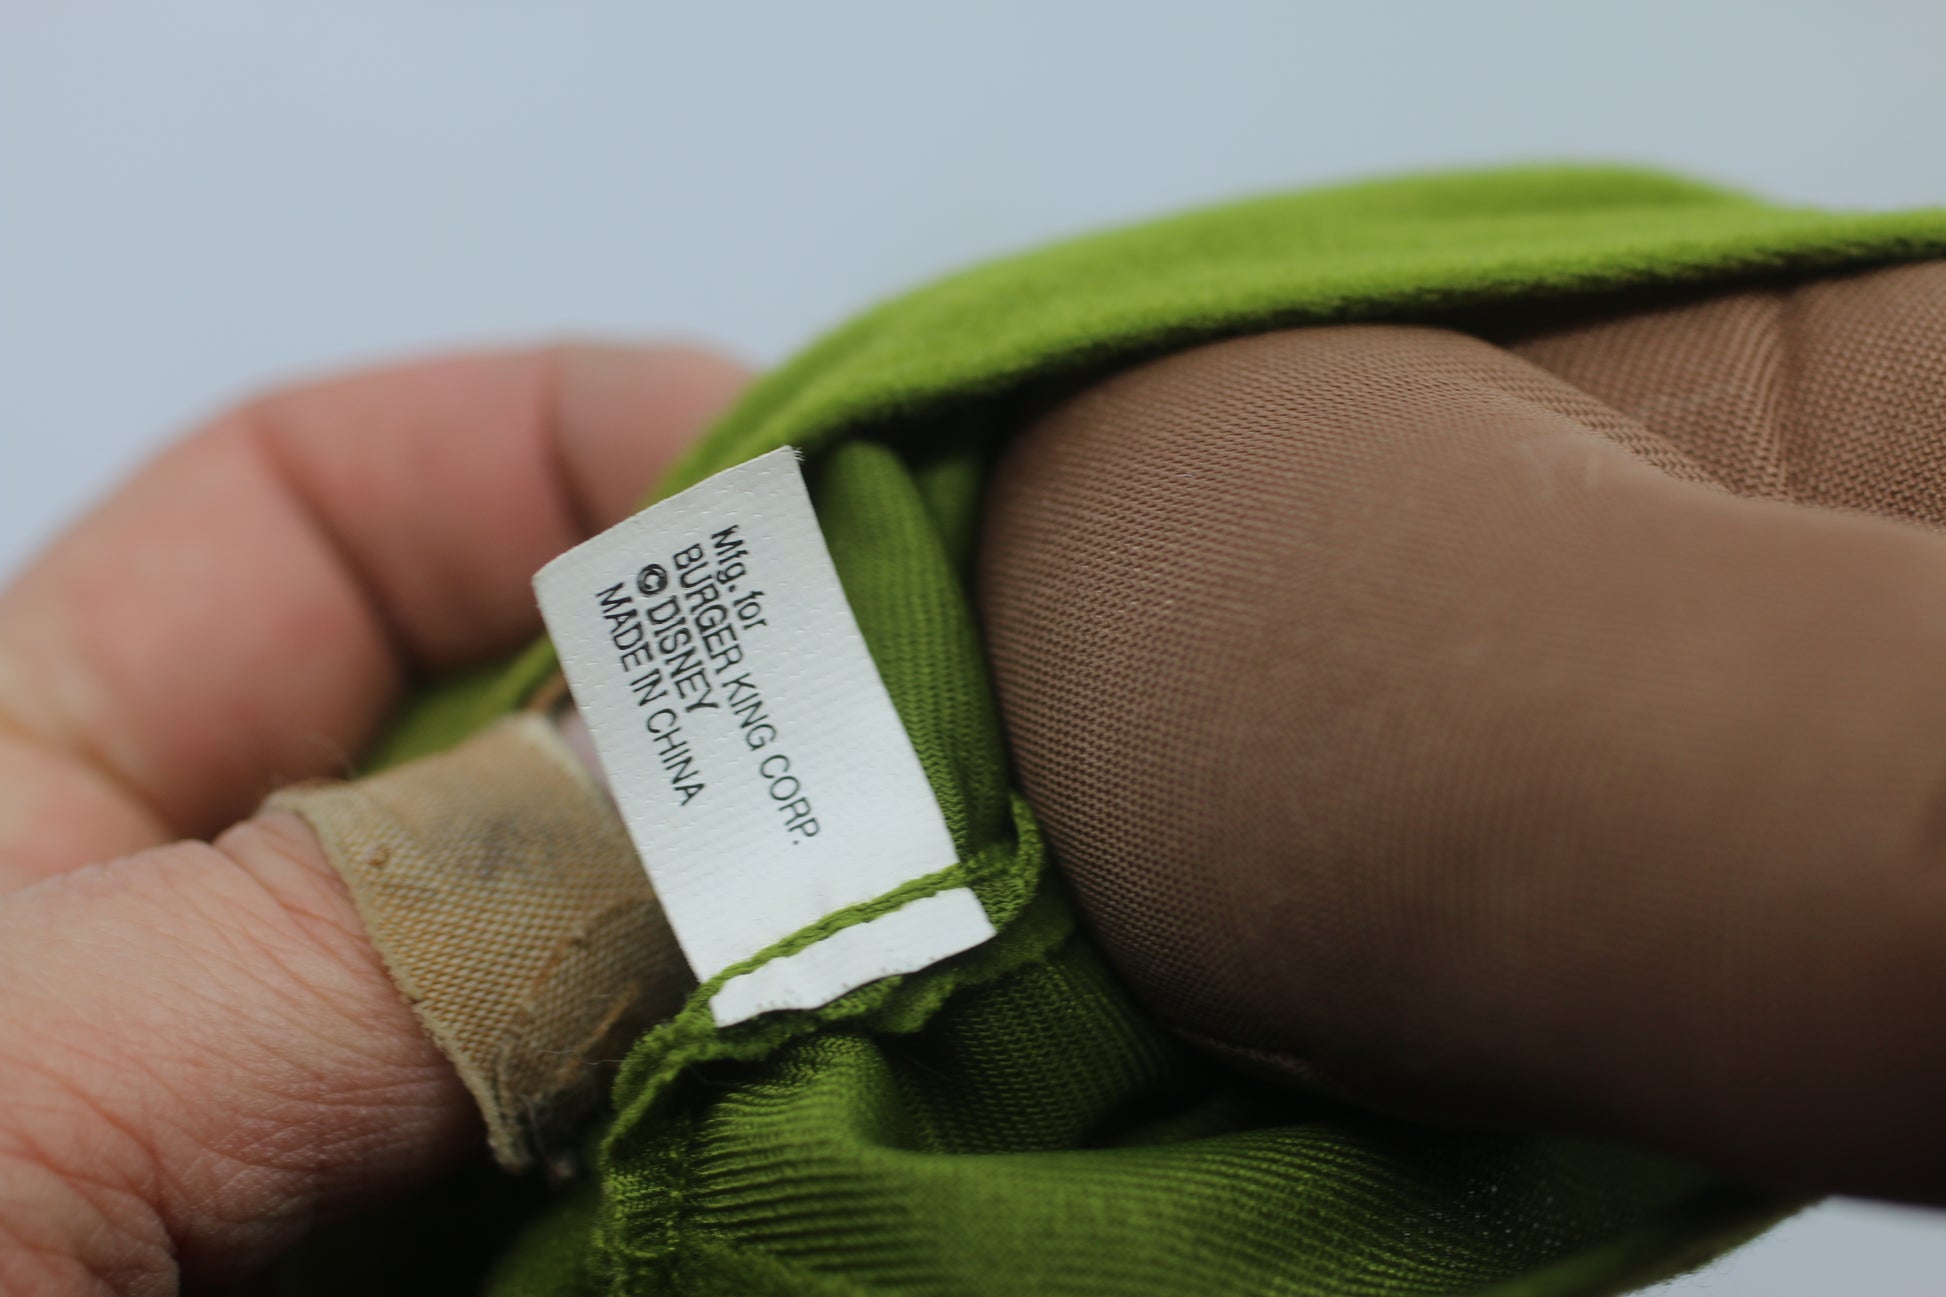 Mfg. for
BURGER KING CORP.
© DISNEY
MADE IN CHINA